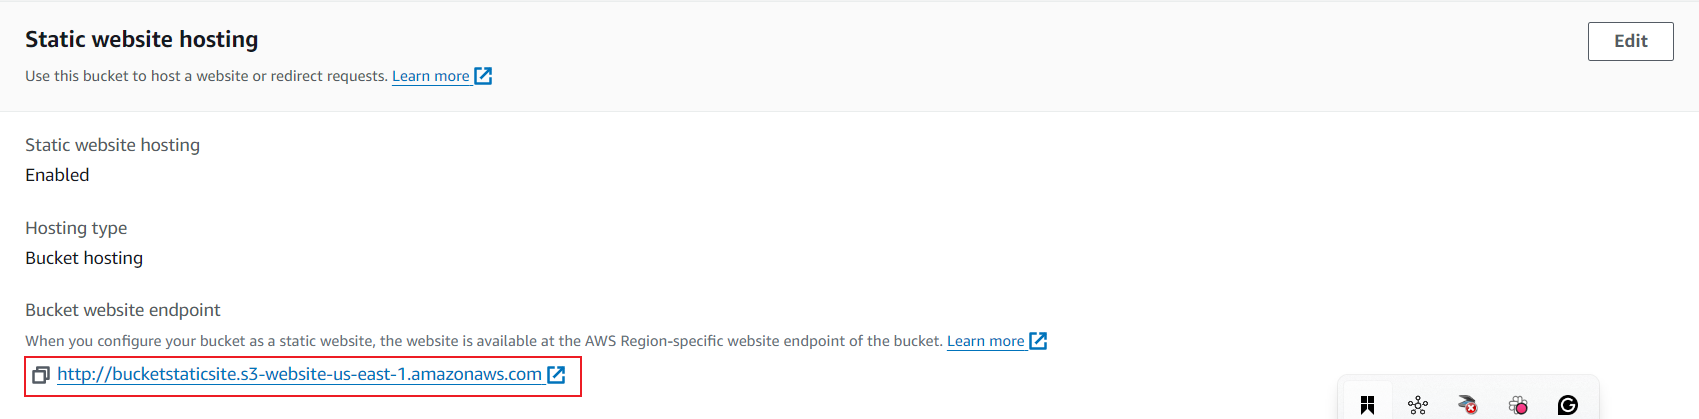 Static website hosting
Edit
Use this bucket to host a website or redirect requests. Learn more
Static website hosting
Enabled
Hosting type
Bucket hosting
Bucket website endpoint
When you configure your bucket as a static website, the website is available at the AWS Region-specific website endpoint of the bucket. Learn more
http://bucketstaticsite.s3-website-us-east-1.amazonaws.com